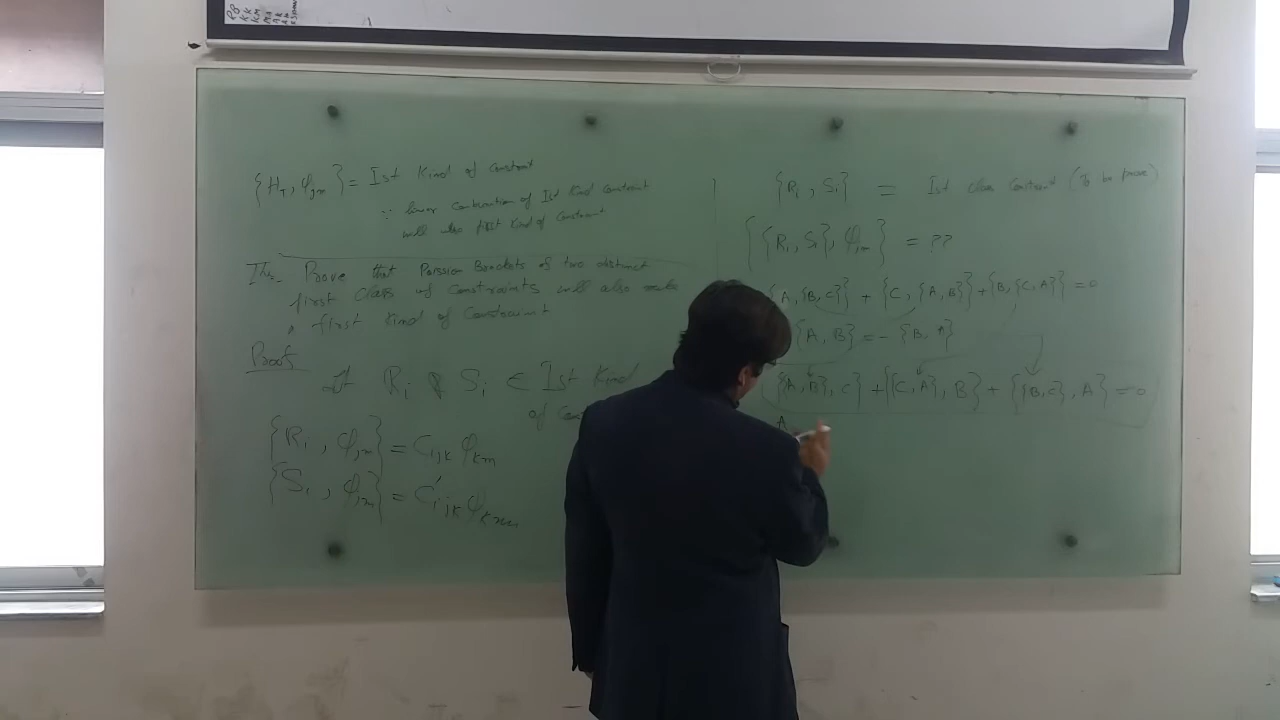 {H_T, φ_jm} = Ist Kind of Constraint
∵ linear Combination of Ist Kind Constraint
will also first Kind of Constraint
Prove that Poission Brackets of two distinct
first Class of Constraints will also make
a first Kind of Constraint
Proof
If R_i & S_i ∈ Ist Kind
of
{R_i, φ_jm} = C_ijk φ_km
{S_i, φ_jm} = C'_ijk φ_km
{R_i, S_i} = Ist class Constraint (To be prove)
{{R_i, S_i}, φ_jm} = ??
{A, {B, C}} + {C, {A, B}} + {B, {C, A}} = 0
{A, B} = - {B, A}
{{A, B}, C} + {{C, A}, B} + {{B, C}, A} = 0
A